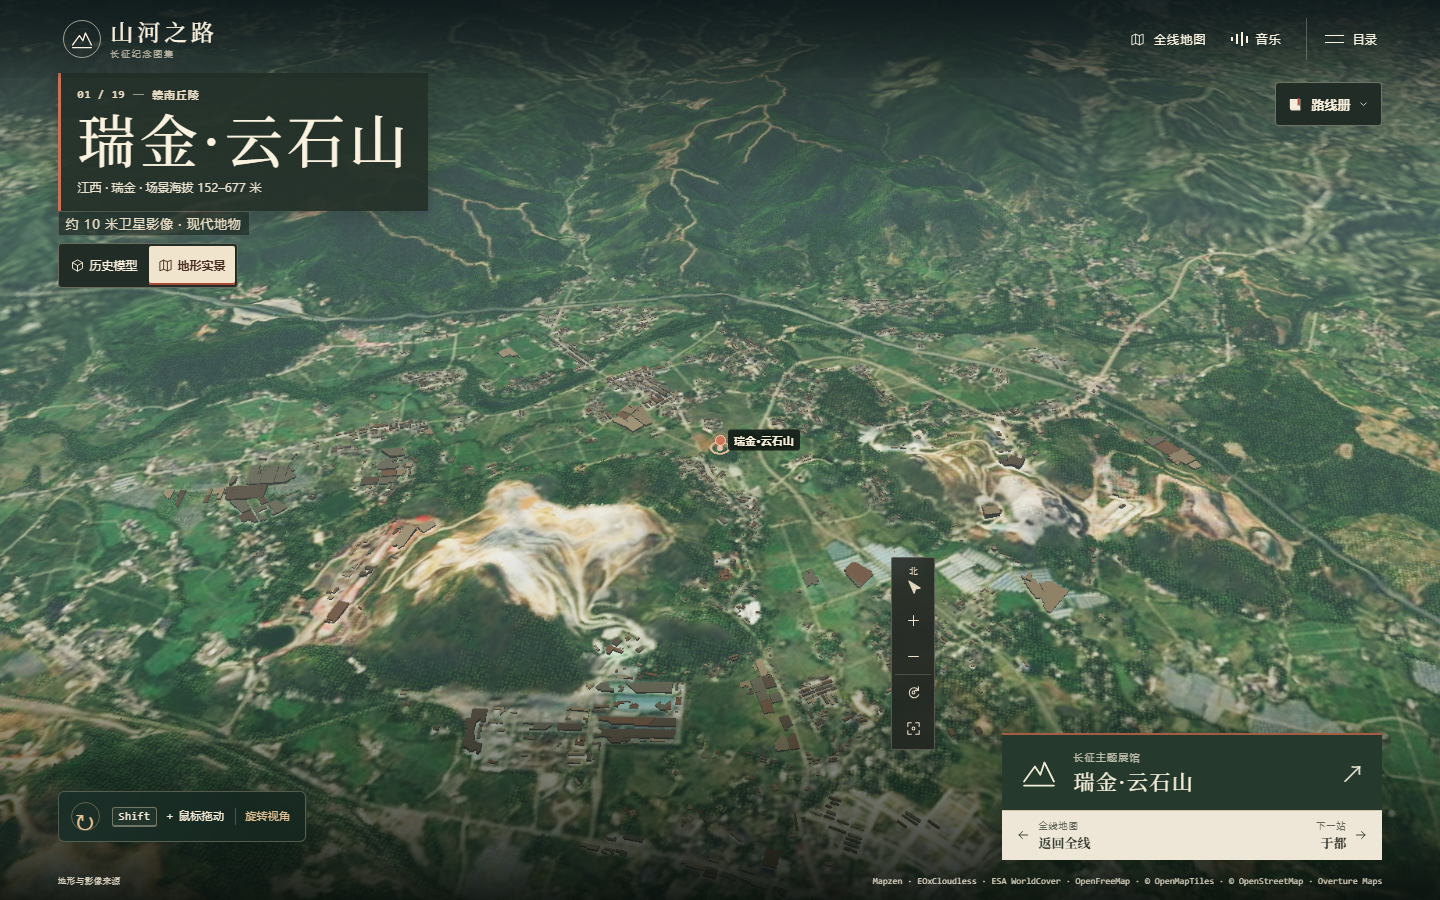 山河之路
长征纪念图集
全线地图
音乐
目录
01 / 19 — 赣南丘陵
瑞金·云石山
江西·瑞金·场景海拔 152–677 米
路线册
约 10 米卫星影像 · 现代地物
历史模型
地形实景
瑞金·云石山
北
长征主题展馆
瑞金·云石山
全线地图
返回全线
下一站
于都
Shift + 鼠标拖动 旋转视角
地形与影像来源
Mapzen · EOxCloudless · ESA WorldCover · OpenFreeMap · © OpenMapTiles · © OpenStreetMap · Overture Maps